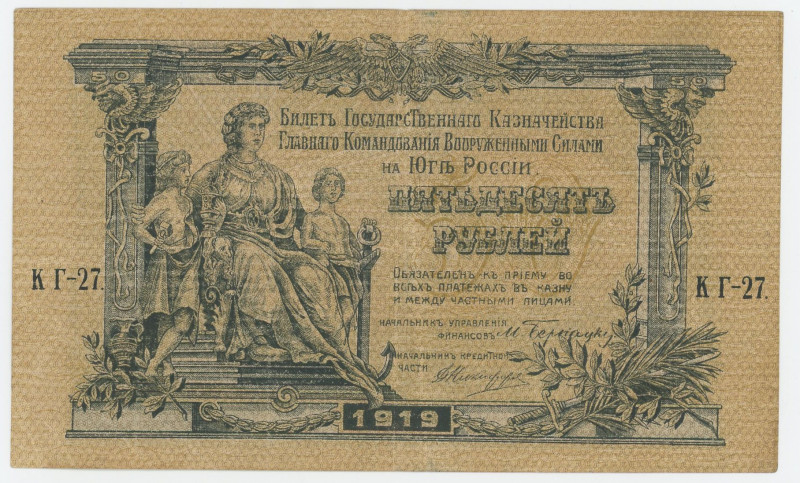 50 50
Билетъ Государственнаго Казначейства
Главнаго Командованія Вооруженными Силами
на Югѣ Россіи.
ПЯТЬДЕСЯТЪ
РУБЛЕЙ
Обязателенъ къ пріему во
всѣхъ платежахъ въ казну
и между частными лицами.
К Г-27. К Г-27.
Начальникъ управленія
финансовъ
Начальникъ кредитной
части
1919